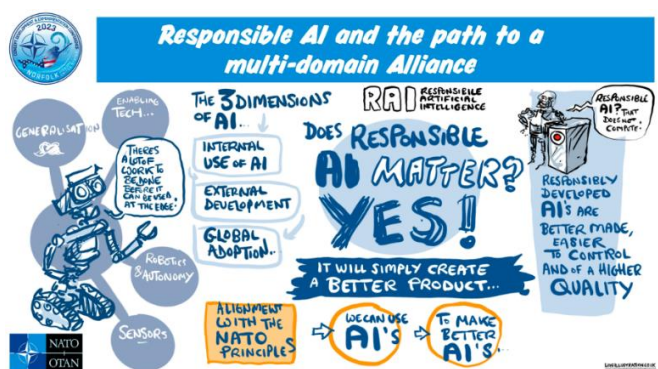 2023
NORFOLK
Responsible AI and the path to a
multi-domain Alliance
GENERALISATION
ENABLING
TECH...
THERE'S
A LOT OF
WORK TO
BE DONE
BEFORE IT
CAN BE USED
AT THE EDGE.
ROBOTICS
& AUTONOMY
SENSORS
THE 3 DIMENSIONS
OF AI...
INTERNAL
USE OF AI
EXTERNAL
DEVELOPMENT
GLOBAL
ADOPTION..
RAI
RESPONSIBLE
ARTIFICIAL
INTELLIGENCE
DOES RESPONSIBLE
AI MATTER?
YES!
IT WILL SIMPLY CREATE
A BETTER PRODUCT...
RESPONSIBLE
AI? THAT
DOES NOT
COMPUTE.
RESPONSIBLY
DEVELOPED
AI's ARE
BETTER MADE,
EASIER
TO CONTROL
AND OF A HIGHER
QUALITY
ALIGNMENT
WITH THE
NATO
PRINCIPLES
WE CAN USE
AI'S
TO MAKE
BETTER
AI'S...
NATO
OTAN